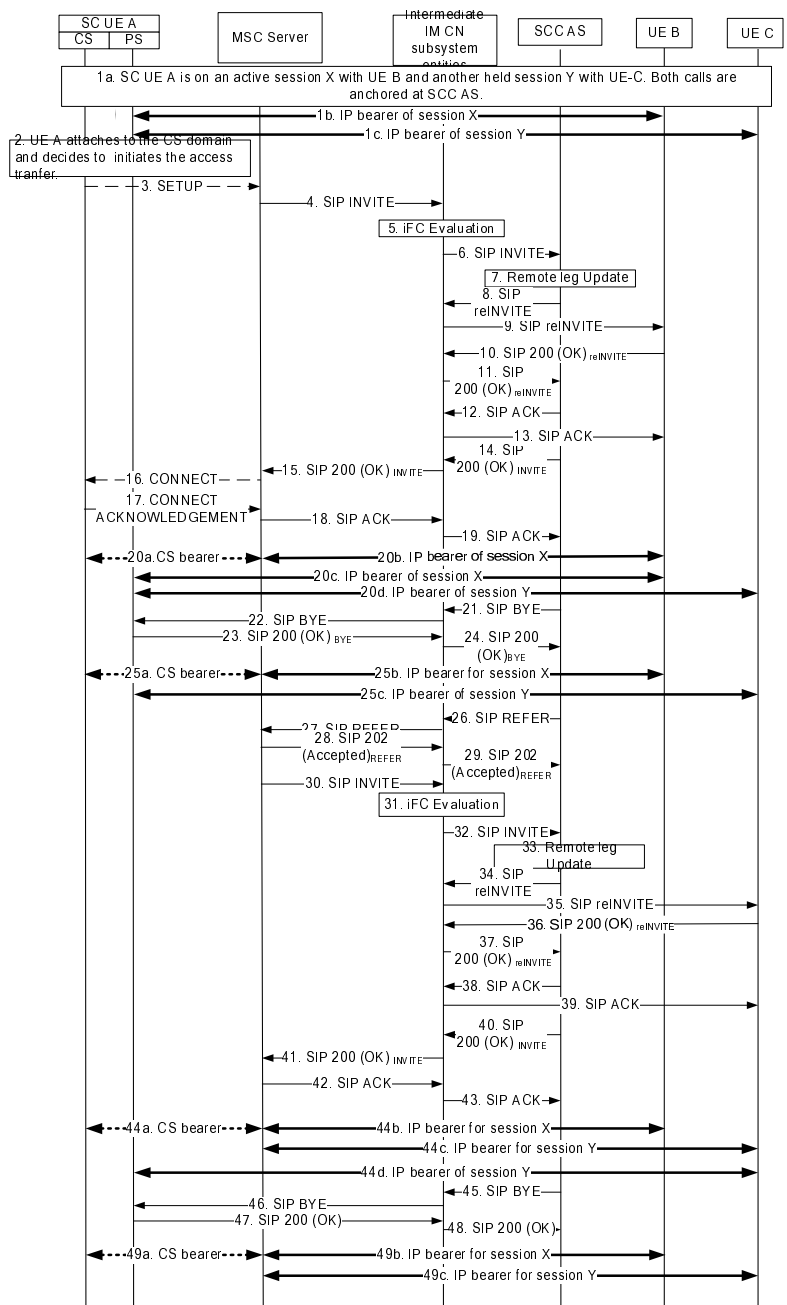 SC UE A
CS
PS
MSC Server
Intermediate
IM CN
subsystem
entities
SCC AS
UE B
UE C
1a. SC UE A is on an active session X with UE B and another held session Y with UE-C. Both calls are
anchored at SCC AS.
1b. IP bearer of session X
1c. IP bearer of session Y
2. UE A attaches to the CS domain
and decides to initiates the access
tranfer.
3. SETUP
4. SIP INVITE
5. iFC Evaluation
6. SIP INVITE
7. Remote leg Update
8. SIP
reINVITE
9. SIP reINVITE
10. SIP 200 (OK) reINVITE
11. SIP
200 (OK) reINVITE
12. SIP ACK
13. SIP ACK
14. SIP
200 (OK) INVITE
15. SIP 200 (OK) INVITE
16. CONNECT
17. CONNECT
ACKNOWLEDGEMENT
18. SIP ACK
19. SIP ACK
20a.CS bearer
20b. IP bearer of session X
20c. IP bearer of session X
20d. IP bearer of session Y
21. SIP BYE
22. SIP BYE
23. SIP 200 (OK) BYE
24. SIP 200
(OK)BYE
25a. CS bearer
25b. IP bearer for session X
25c. IP bearer of session Y
26. SIP REFER
27. SIP REFER
28. SIP 202
(Accepted)REFER
29. SIP 202
(Accepted)REFER
30. SIP INVITE
31. iFC Evaluation
32. SIP INVITE
33. Remote leg
Update
34. SIP
reINVITE
35. SIP reINVITE
36. SIP 200 (OK) reINVITE
37. SIP
200 (OK) reINVITE
38. SIP ACK
39. SIP ACK
40. SIP
200 (OK) INVITE
41. SIP 200 (OK) INVITE
42. SIP ACK
43. SIP ACK
44a. CS bearer
44b. IP bearer for session X
44c. IP bearer for session Y
44d. IP bearer of session Y
45. SIP BYE
46. SIP BYE
47. SIP 200 (OK)
48. SIP 200 (OK)
49a. CS bearer
49b. IP bearer for session X
49c. IP bearer for session Y